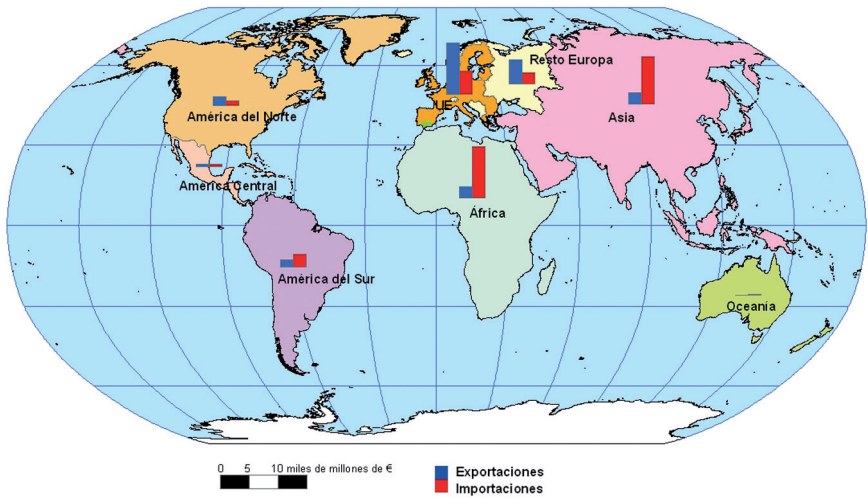 Resto Europa
UE
América del Norte
Asia
América Central
África
América del Sur
Oceanía
0 5 10 miles de millones de €
Exportaciones
Importaciones